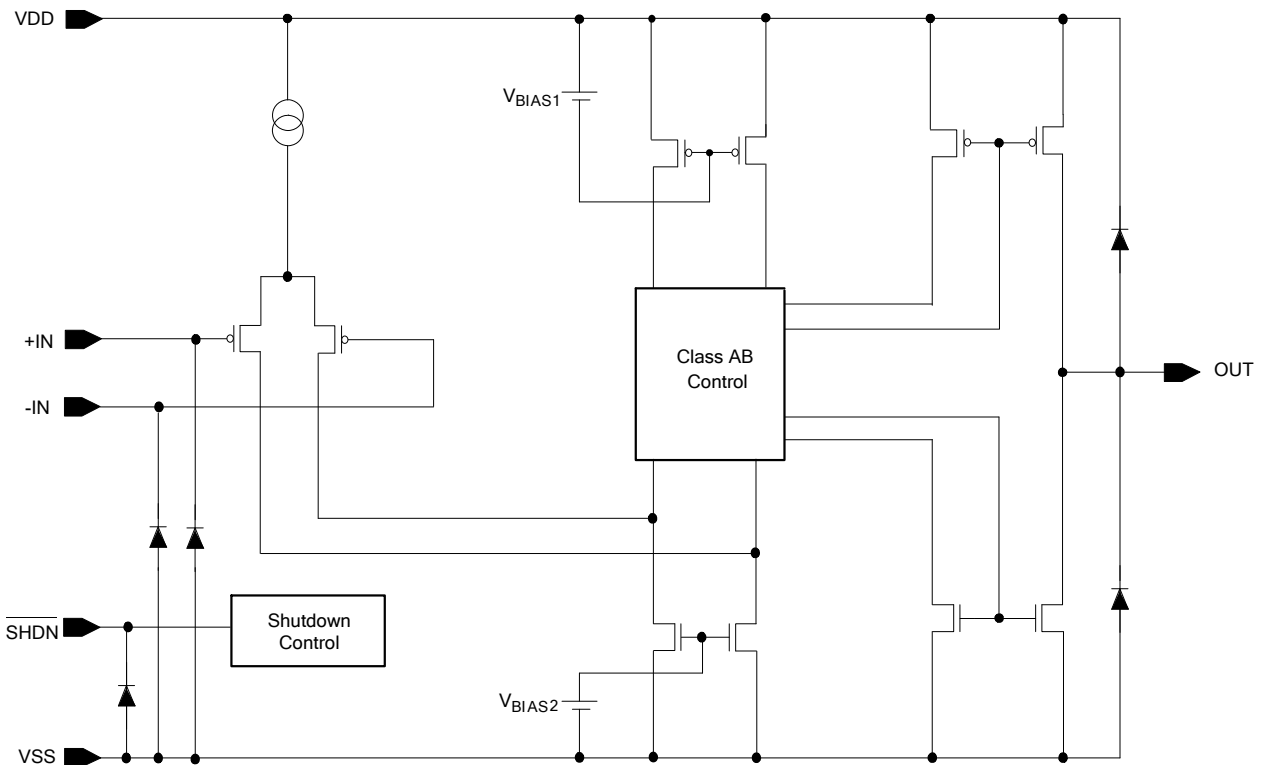 VDD
VBIAS1
+IN
-IN
Class AB
Control
OUT
SHDN
Shutdown
Control
VBIAS2
VSS